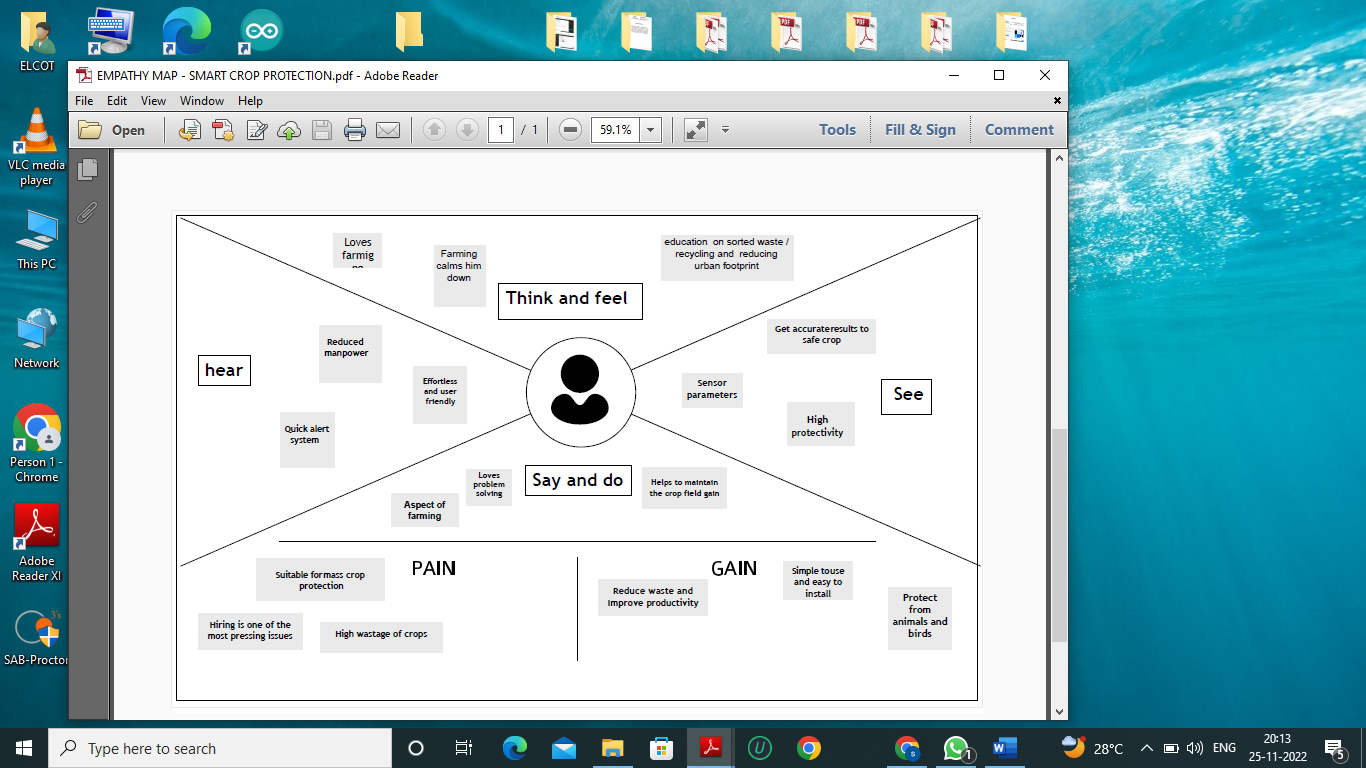 ELCOT
VLC media
player
This PC
Network
Person 1 -
Chrome
Adobe
Reader XI
SAB-Proctor
EMPATHY MAP - SMART CROP PROTECTION.pdf - Adobe Reader
File Edit View Window Help
Open 1 / 1 59.1% Tools Fill & Sign Comment
Loves
farmig
Farming
calms him
down
education on sorted waste /
recycling and reducing
urban footprint
Think and feel
Reduced
manpower
hear
Effortless
and user
friendly
Quick alert
system
Get accurateresults to
safe crop
Sensor
parameters
See
High
protectivity
Loves
problem
solving
Say and do
Helps to maintain
the crop field gain
Aspect of
farming
PAIN
Suitable formass crop
protection
Hiring is one of the
most pressing issues
High wastage of crops
GAIN
Reduce waste and
Improve productivity
Simple touse
and easy to
install
Protect
from
animals and
birds
Type here to search
28°C ENG 20:13
25-11-2022
5
1